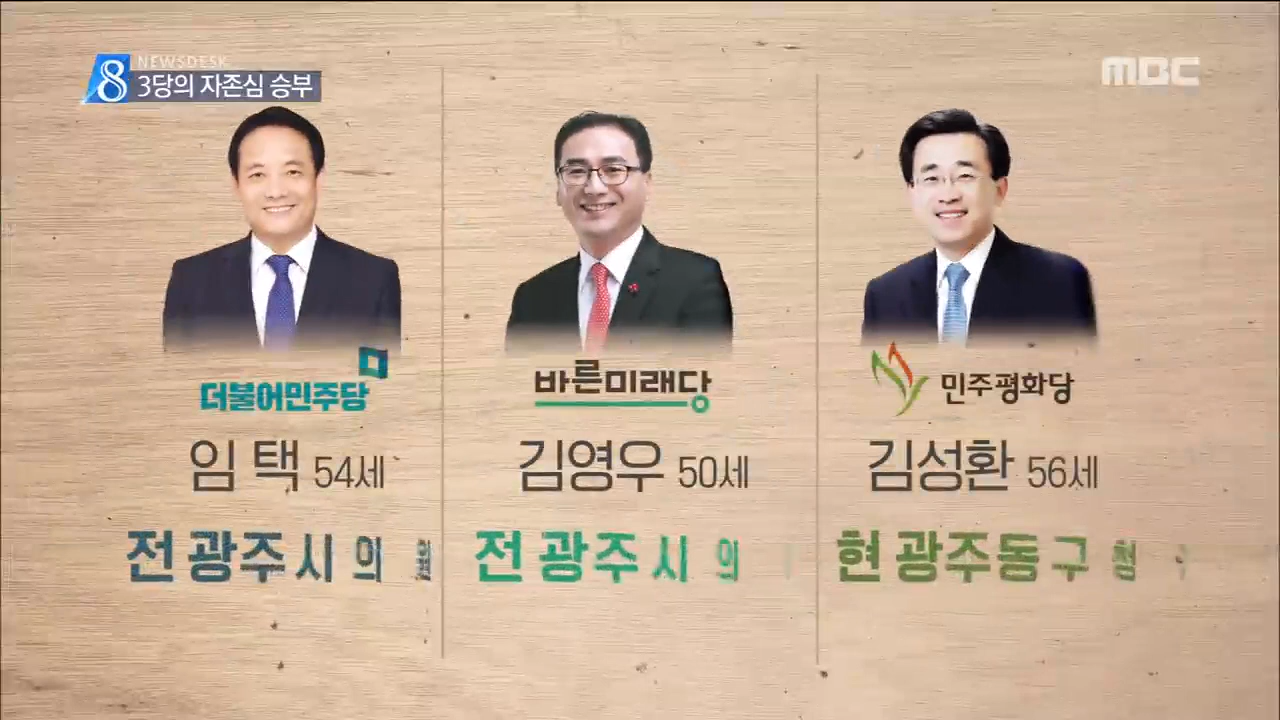 NEWSDESK
8 3당의 자존심 승부
MBC
더불어민주당
임 택 54세
전 광주시 의 원
바른미래당
김영우 50세
전 광주시 의
민주평화당
김성환 56세
현 광주동구 청